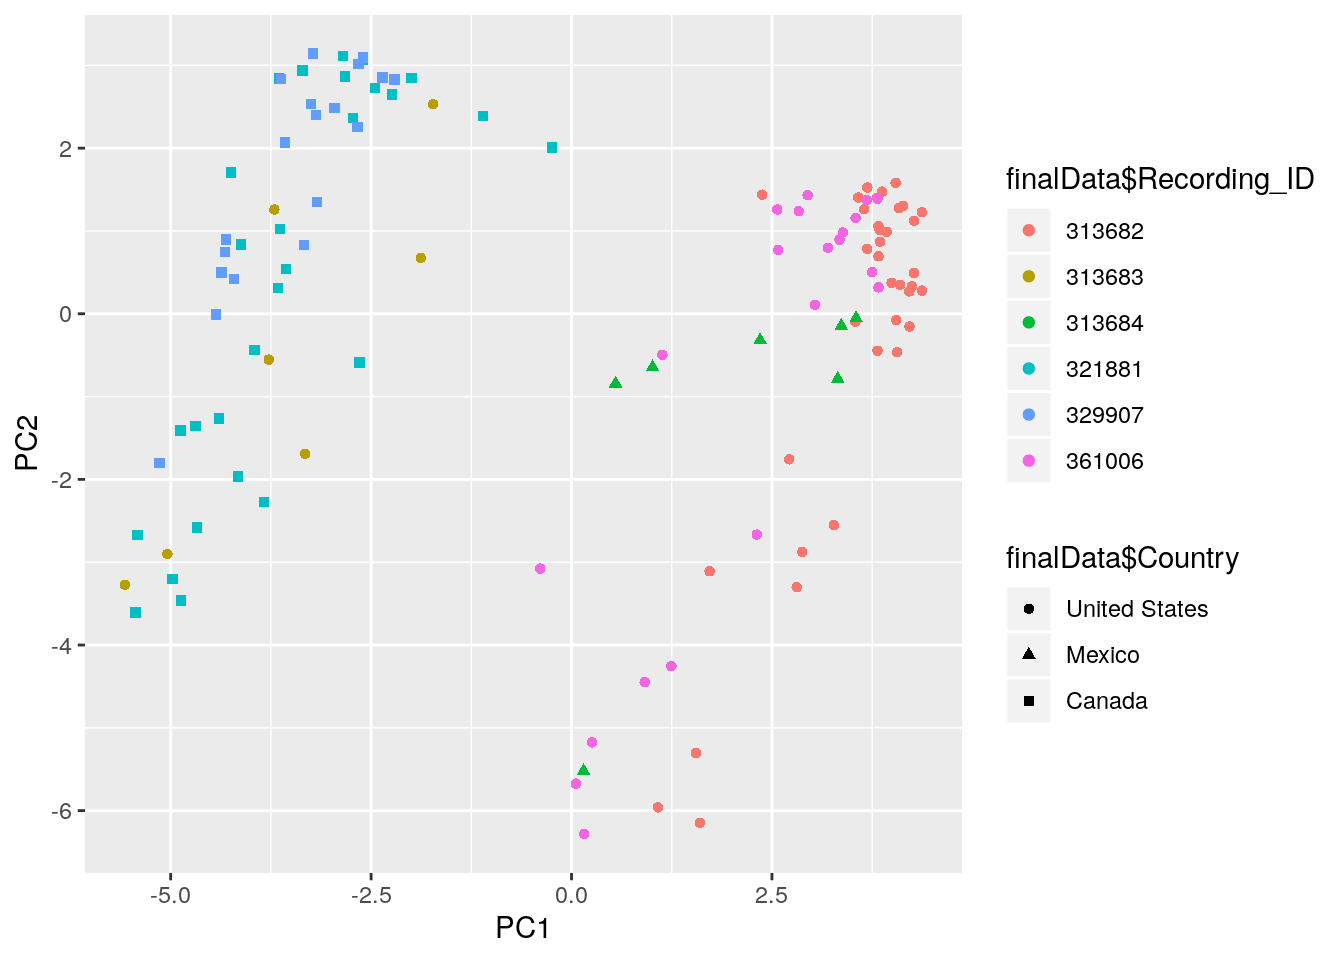 2
0
-2
-4
-6
PC2
-5.0
-2.5
0.0
2.5
PC1
finalData$Recording_ID
313682
313683
313684
321881
329907
361006
finalData$Country
United States
Mexico
Canada